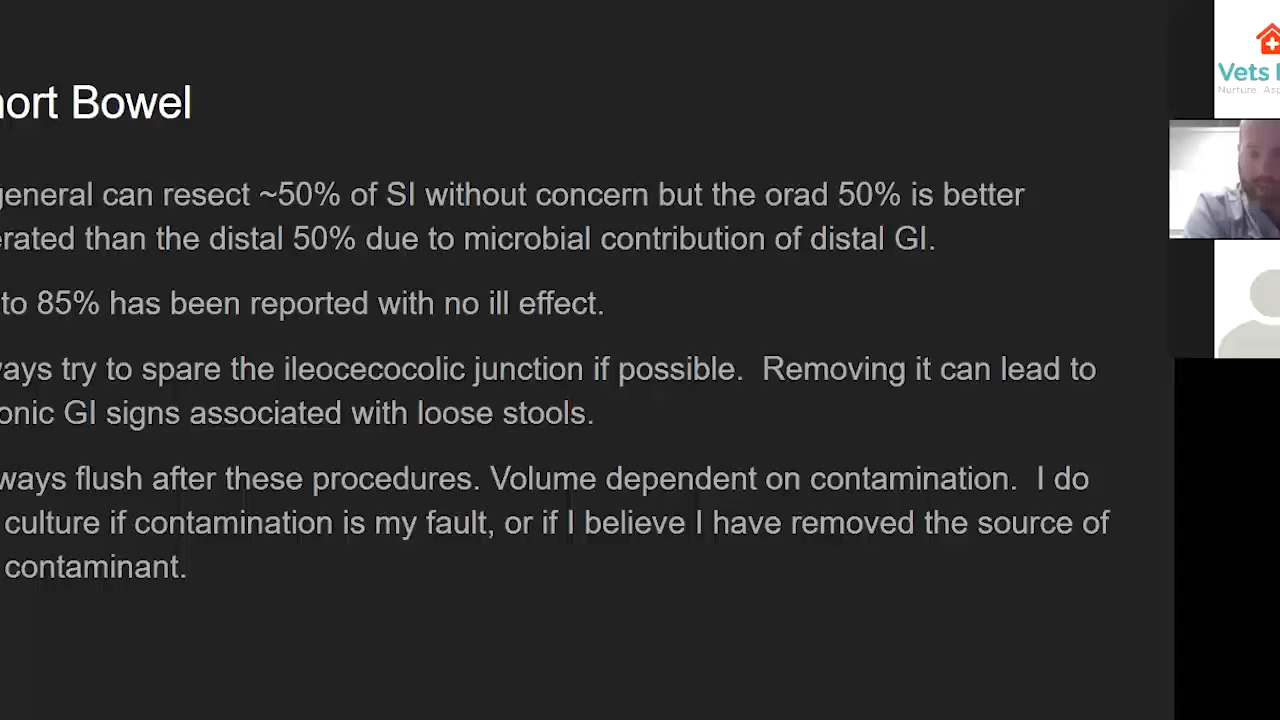 ort Bowel
general can resect ~50% of SI without concern but the orad 50% is better
erated than the distal 50% due to microbial contribution of distal GI.
to 85% has been reported with no ill effect.
ways try to spare the ileocecocolic junction if possible. Removing it can lead to
onic GI signs associated with loose stools.
ways flush after these procedures. Volume dependent on contamination. I do
culture if contamination is my fault, or if I believe I have removed the source of
contaminant.
Vets
Nurture. Asp